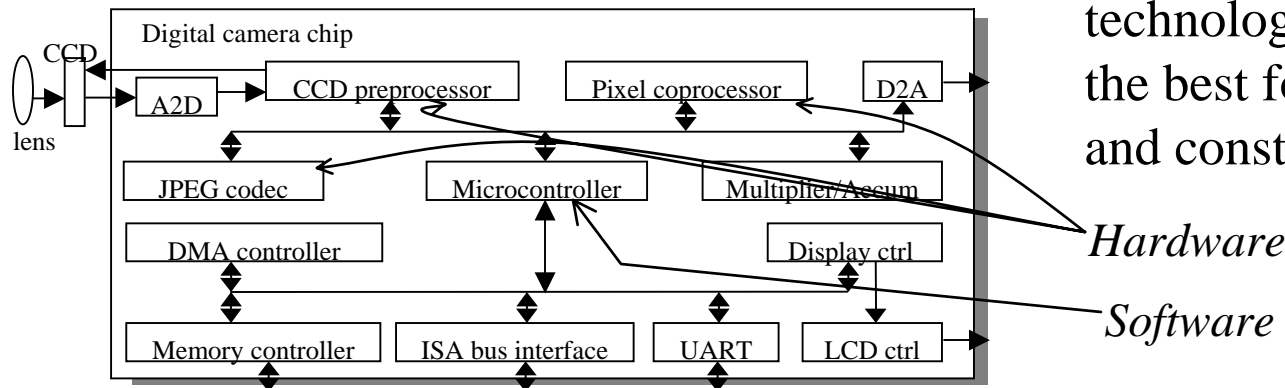 Digital camera chip
CCD
lens
A2D
CCD preprocessor
Pixel coprocessor
D2A
JPEG codec
Microcontroller
Multiplier/Accum
DMA controller
Display ctrl
Memory controller
ISA bus interface
UART
LCD ctrl
technolog
the best fo
and const
Hardware
Software